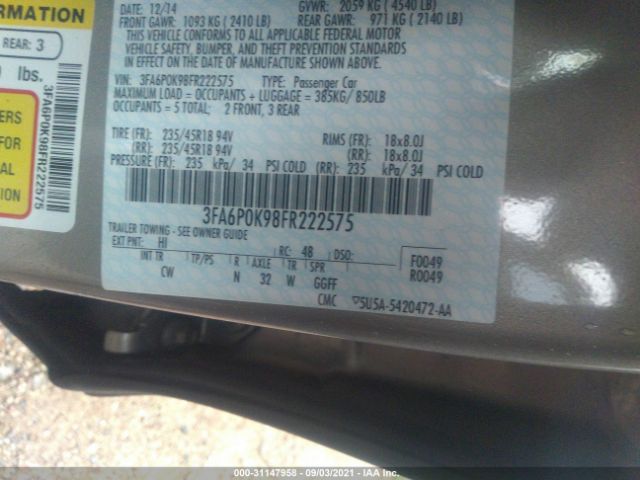 FORMATION
REAR: 3
lbs.
ERS
FOR
CAL
3FA6P0K98FR222575
DATE: 12/14 GVWR: 2059 KG ( 4540 LB)
FRONT GAWR: 1093 KG ( 2410 LB) REAR GAWR: 971 KG ( 2140 LB)
THIS VEHICLE CONFORMS TO ALL APPLICABLE FEDERAL MOTOR
VEHICLE SAFETY, BUMPER, AND THEFT PREVENTION STANDARDS
IN EFFECT ON THE DATE OF MANUFACTURE SHOWN ABOVE.
VIN: 3FA6P0K98FR222575 TYPE: Passenger Car
MAXIMUM LOAD = OCCUPANTS + LUGGAGE = 385KG/ 850LB
OCCUPANTS = 5 TOTAL; 2 FRONT, 3 REAR
TIRE (FR): 235/45R18 94V RIMS (FR): 18x8.0J
(RR): 235/45R18 94V (RR): 18x8.0J
PRESSURE (FR): 235 kPa/ 34 PSI COLD (RR): 235 kPa/ 34 PSI COLD
3FA6P0K98FR222575
TRAILER TOWING - SEE OWNER GUIDE
EXT PNT: HI RC: 48 DSO: F0049
INT TR TP/PS R AXLE TR SPR R0049
CW N 32 W GGFF
CMC 5U5A-5420472-AA
000-31147958 - 09/03/2021 - IAA Inc.